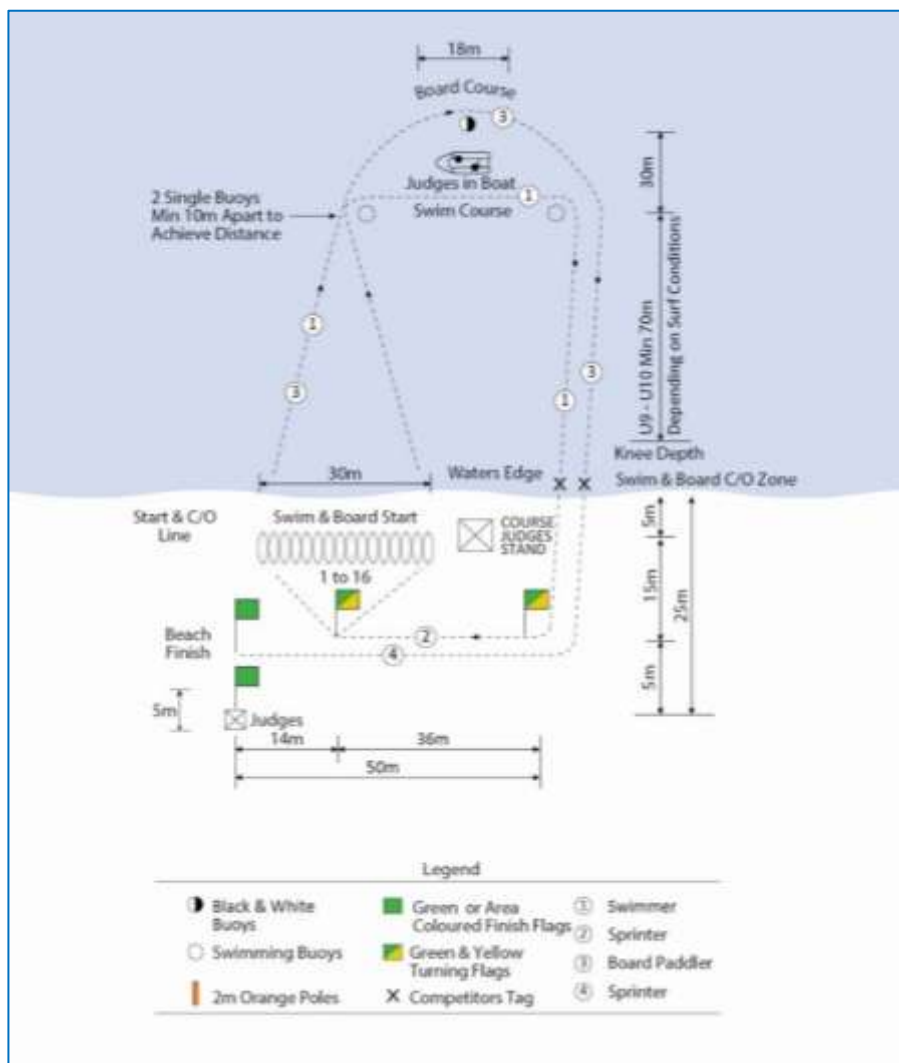 18m
Board Course
3
30m
Judges in Boat
1
2 Single Buoys
Min 10m Apart to
Achieve Distance
Swim Course
1
3
U9 - U10 Min 70m
Depending on Surf Conditions
1
3
Knee Depth
30m
Waters Edge
X X
Swim & Board C/O Zone
Start & C/O
Line
Swim & Board Start
COURSE
JUDGES
STAND
5m
1 to 16
15m
25m
Beach
Finish
2
4
5m
5m
Judges
14m
36m
50m
Legend
Black & White
Buoys
Green or Area
Coloured Finish Flags
1 Swimmer
2 Sprinter
Swimming Buoys
Green & Yellow
Turning Flags
3 Board Paddler
2m Orange Poles
X Competitors Tag
4 Sprinter